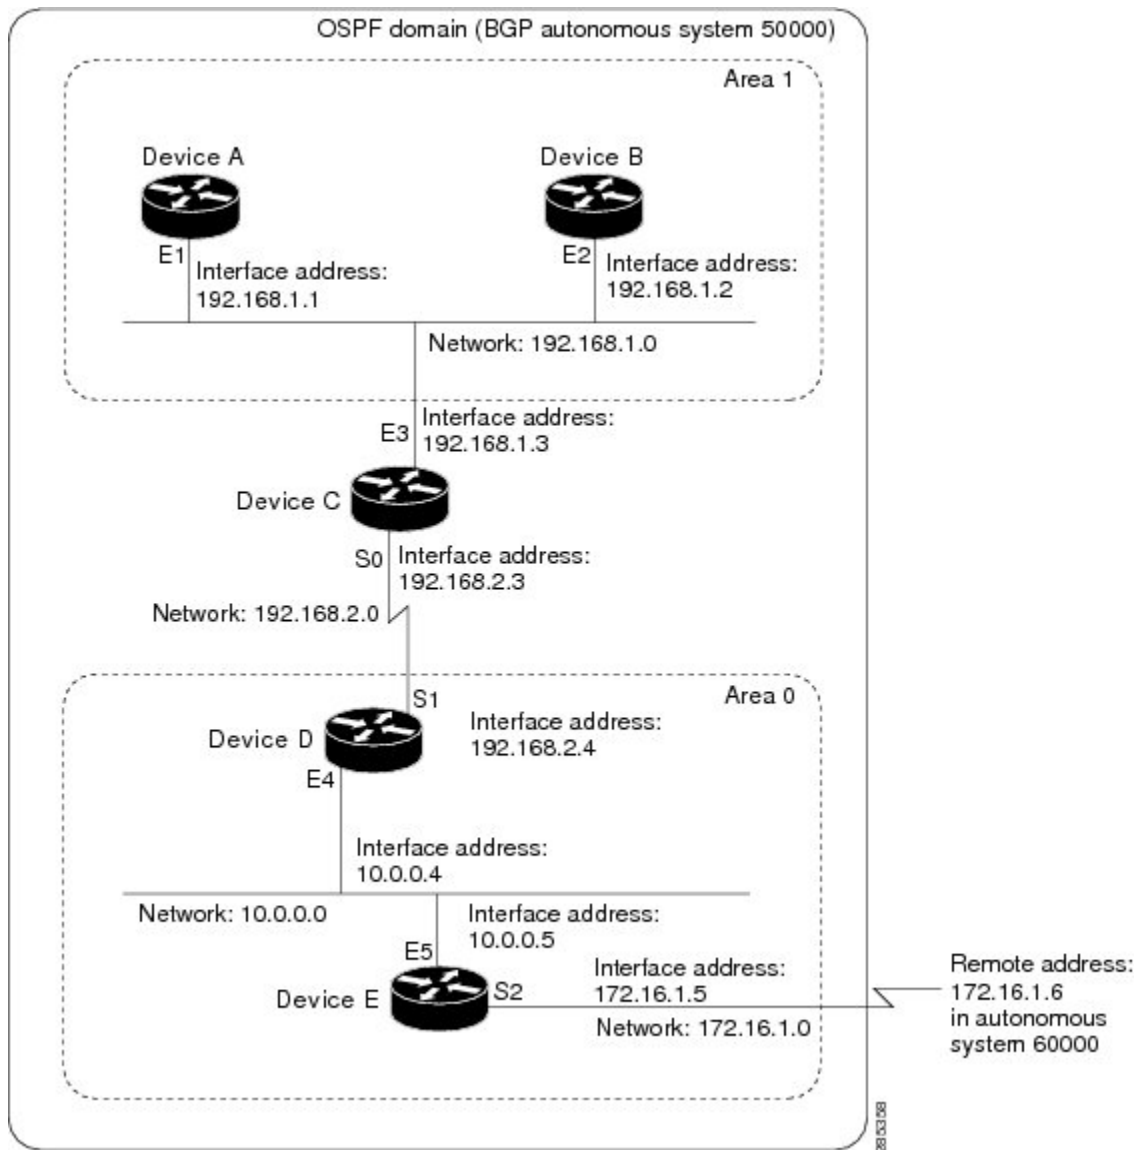 OSPF domain (BGP autonomous system 50000)
Area 1
Device A
Device B
E1
Interface address:
192.168.1.1
E2
Interface address:
192.168.1.2
Network: 192.168.1.0
E3
Interface address:
192.168.1.3
Device C
S0
Interface address:
192.168.2.3
Network: 192.168.2.0
Area 0
S1
Device D
Interface address:
192.168.2.4
E4
Interface address:
10.0.0.4
Network: 10.0.0.0
Interface address:
10.0.0.5
E5
Device E
S2
Interface address:
172.16.1.5
Network: 172.16.1.0
Remote address:
172.16.1.6
in autonomous
system 60000